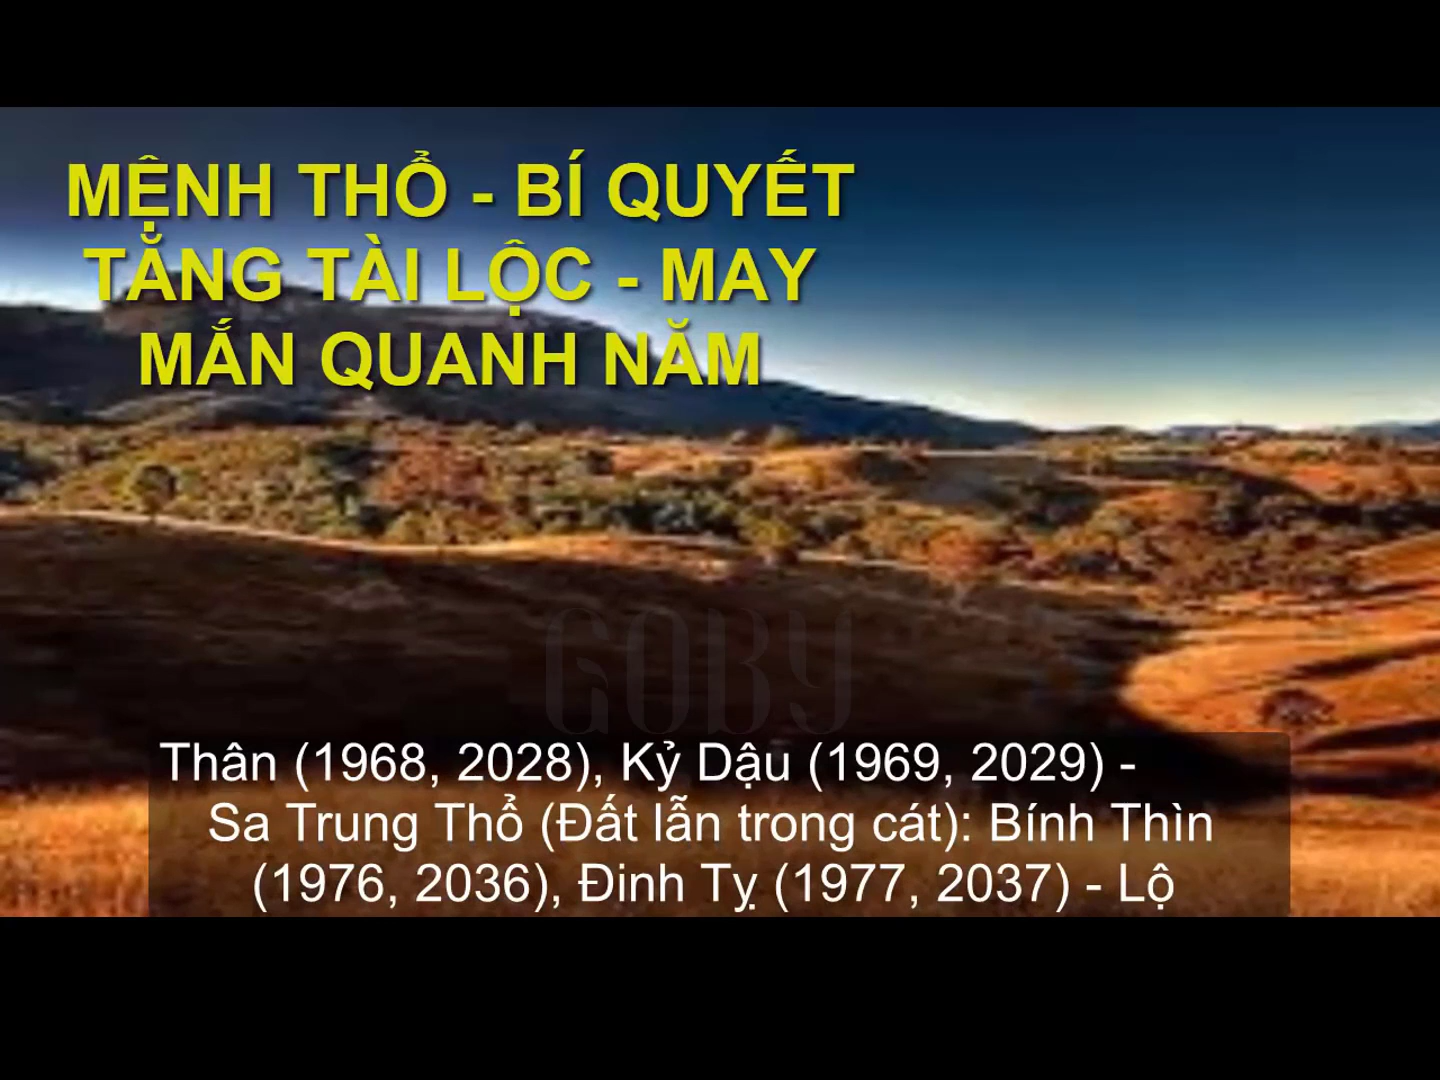 MỆNH THỔ - BÍ QUYẾT
TĂNG TÀI LỘC - MAY
MẮN QUANH NĂM
GOBY
Thân (1968, 2028), Kỷ Dậu (1969, 2029) -
Sa Trung Thổ (Đất lẫn trong cát): Bính Thìn
(1976, 2036), Đinh Tỵ (1977, 2037) - Lộ